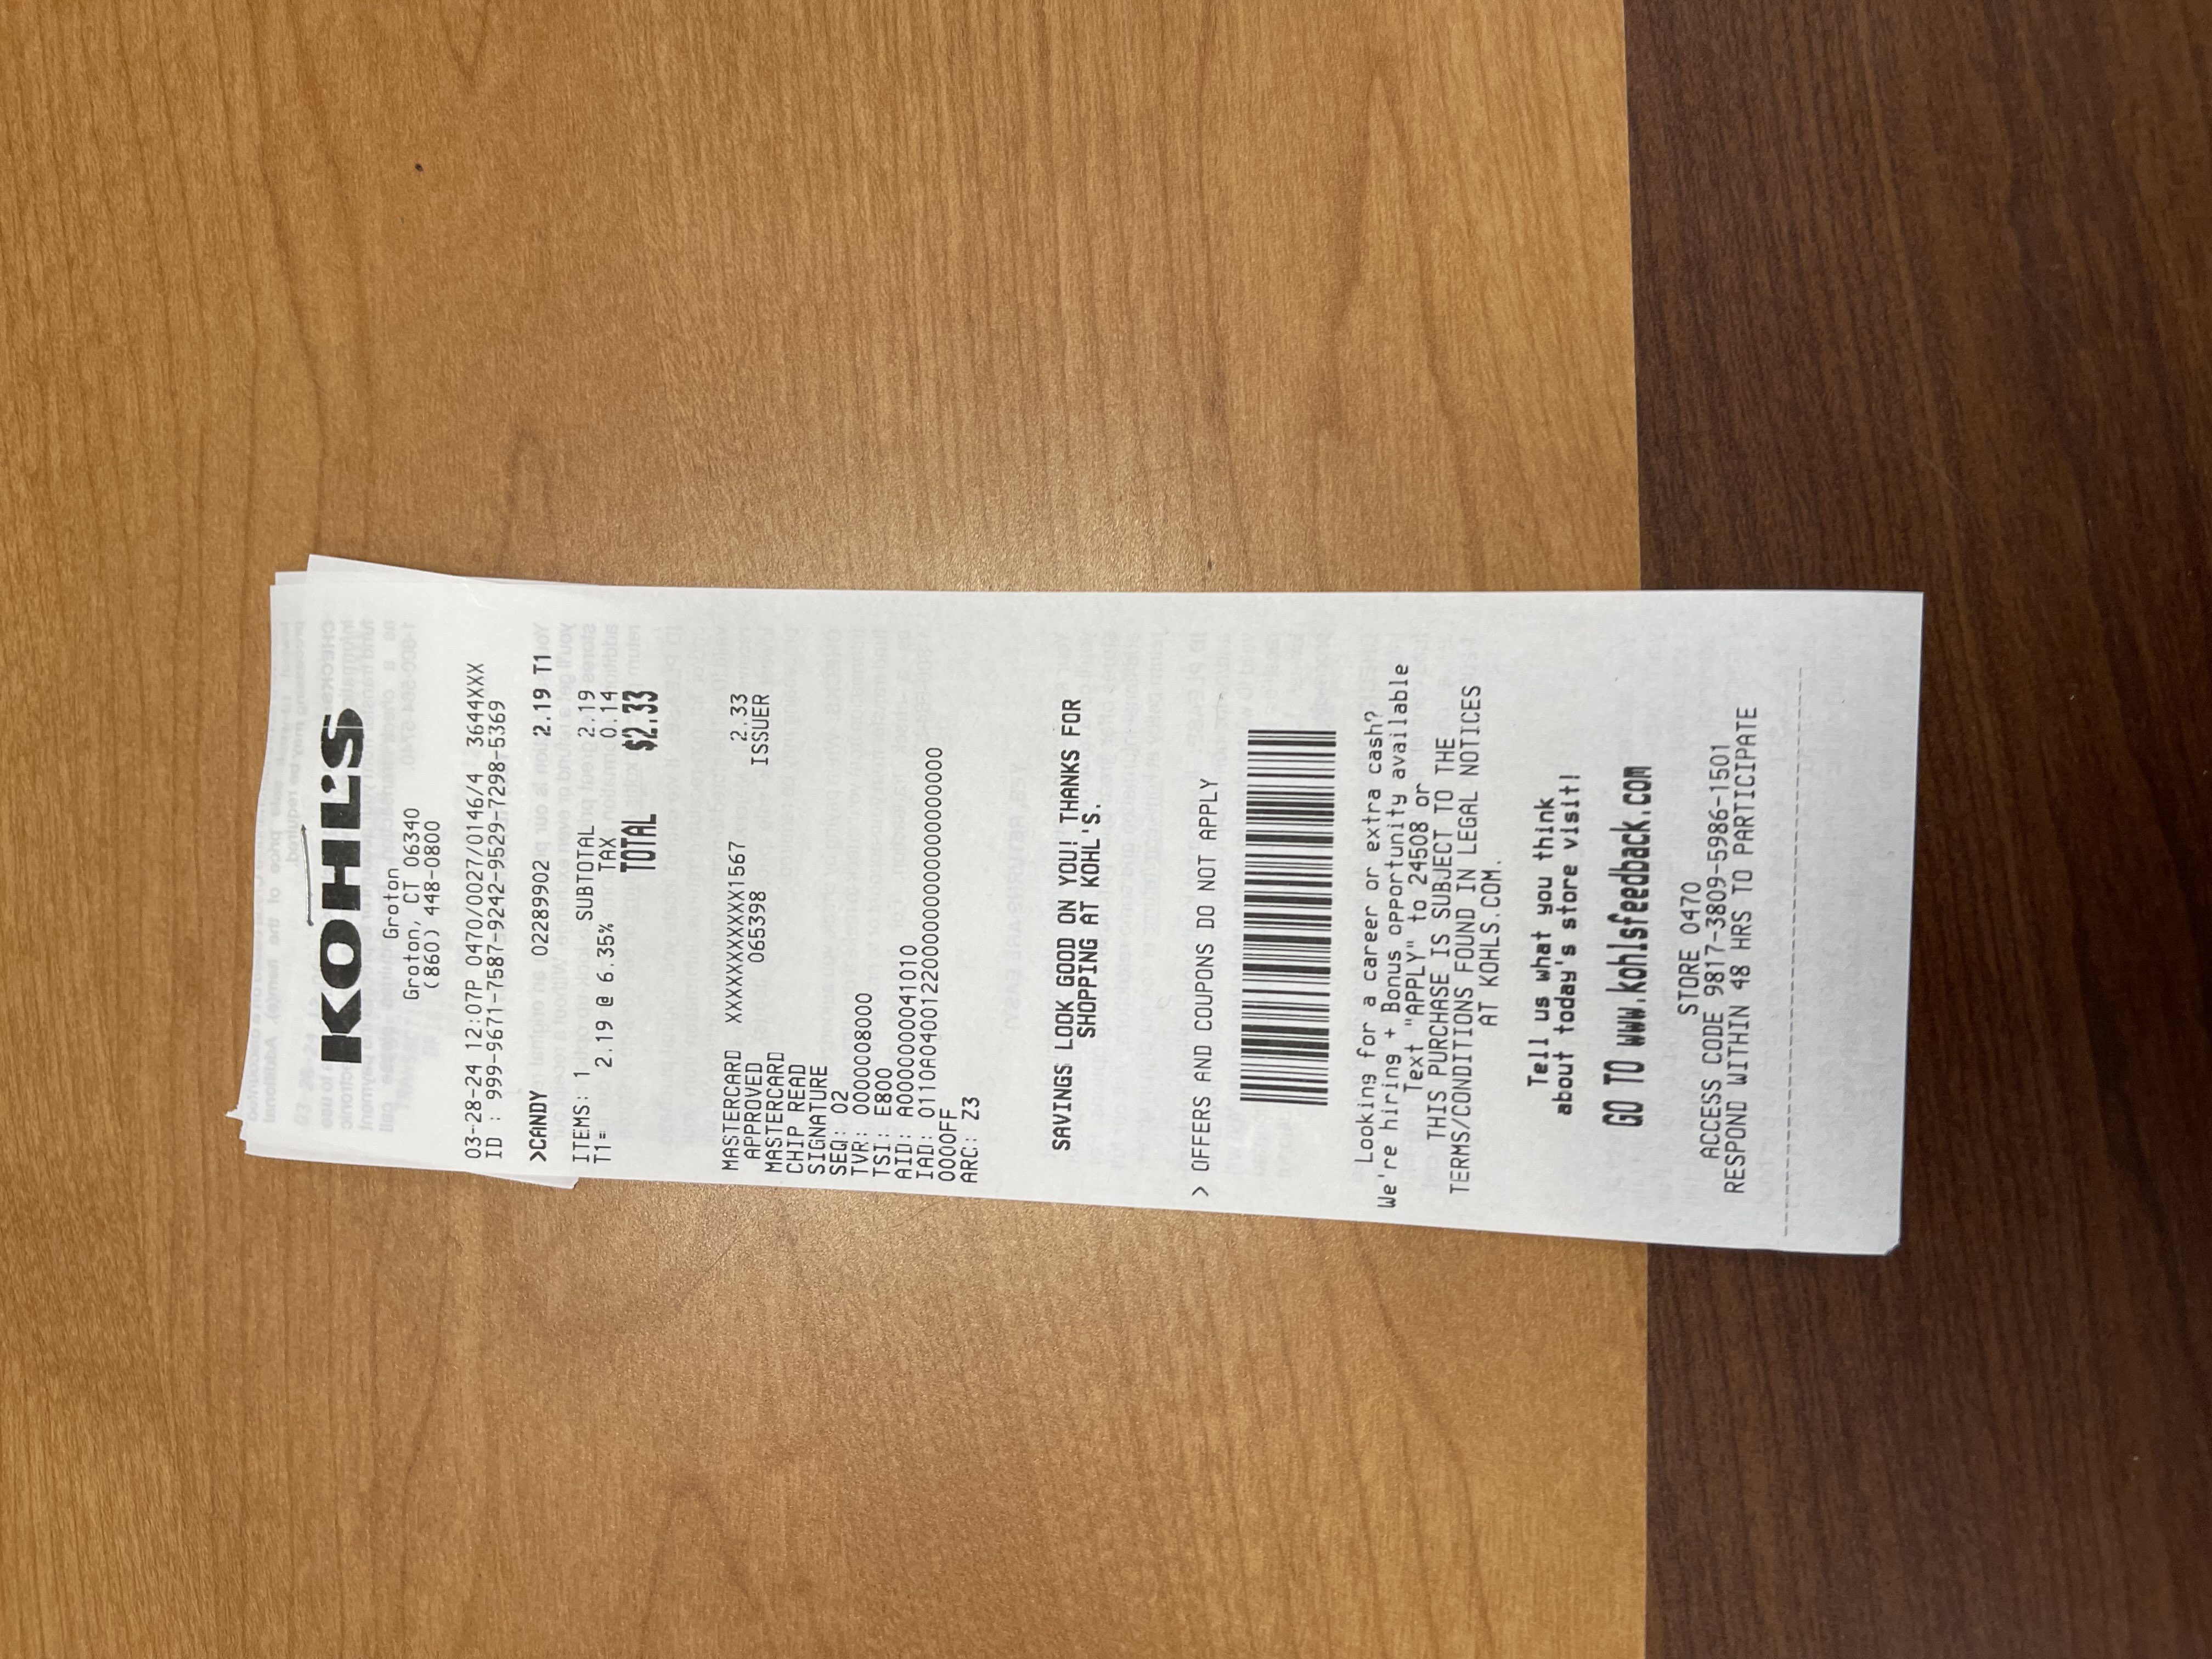 KOHL'S
Groton
Groton, CT 06340
(860) 448-0800
03-28-24 12:07P 0470/0027/0146/4 3644XXX
ID : 999-9671-7587-9242-9529-7298-5369
>CANDY 02289902 2.19 T1
ITEMS: 1 SUBTOTAL 2.19
T1= 2.19 @ 6.35% TAX 0.14
TOTAL $2.33
MASTERCARD XXXXXXXXXXXX1567 2.33
APPROVED 065398 ISSUER
MASTERCARD
CHIP READ
SIGNATURE
SEQ: 02
TVR: 0000008000
TSI: E800
AID: A0000000041010
IAD: 0110A0400122000000000000000000
0000FF
ARC: Z3
SAVINGS LOOK GOOD ON YOU! THANKS FOR
SHOPPING AT KOHL'S.
> OFFERS AND COUPONS DO NOT APPLY
Looking for a career or extra cash?
We're hiring + Bonus opportunity available
Text "APPLY" to 24508 or
THIS PURCHASE IS SUBJECT TO THE
TERMS/CONDITIONS FOUND IN LEGAL NOTICES
AT KOHLS.COM.
Tell us what you think
about today's store visit!
GO TO www.kohlsfeedback.com
STORE 0470
ACCESS CODE 9817-3809-5986-1501
RESPOND WITHIN 48 HRS TO PARTICIPATE